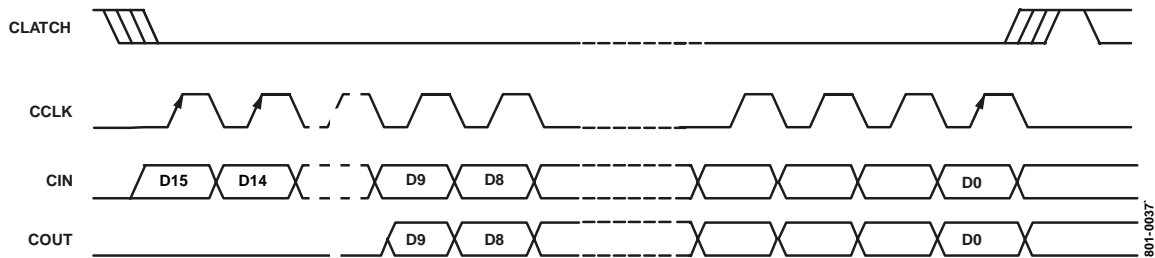 CLATCH
CCLK
CIN D15 D14 D9 D8 D0
COUT D9 D8 D0
801-0037